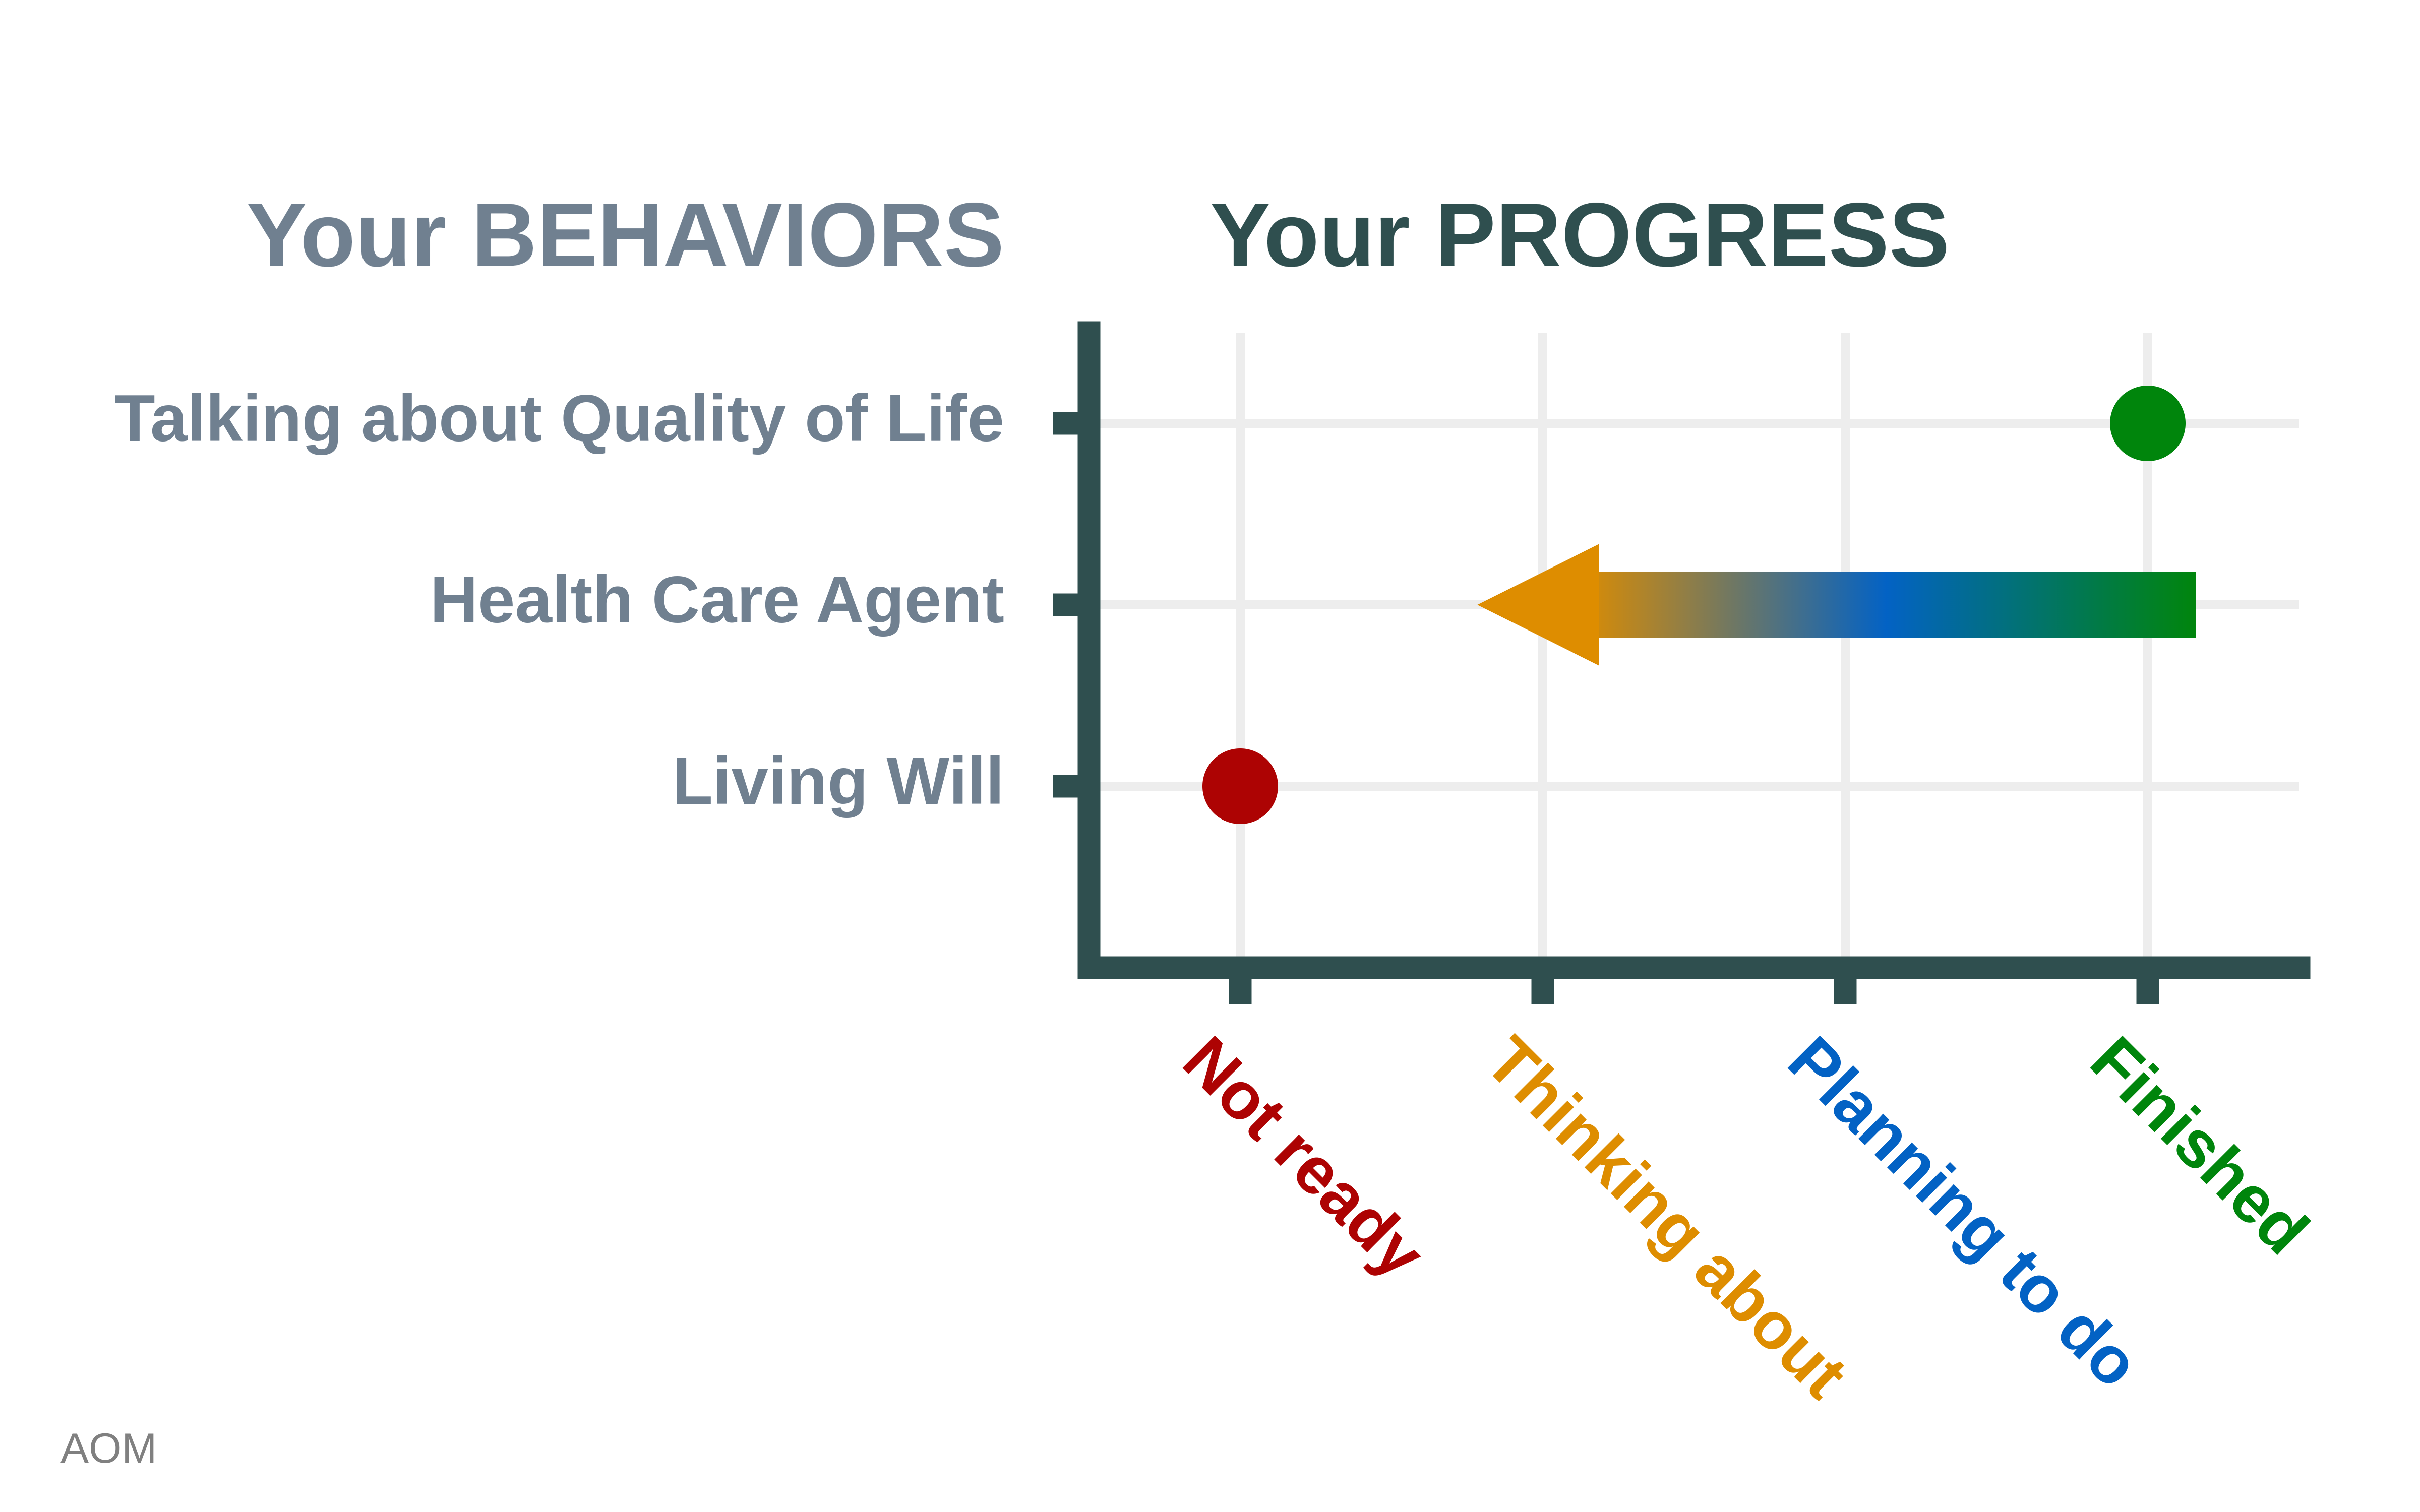 Your BEHAVIORS
Your PROGRESS
Talking about Quality of Life
Health Care Agent
Living Will
Not ready
Thinking about
Planning to do
Finished
AOM